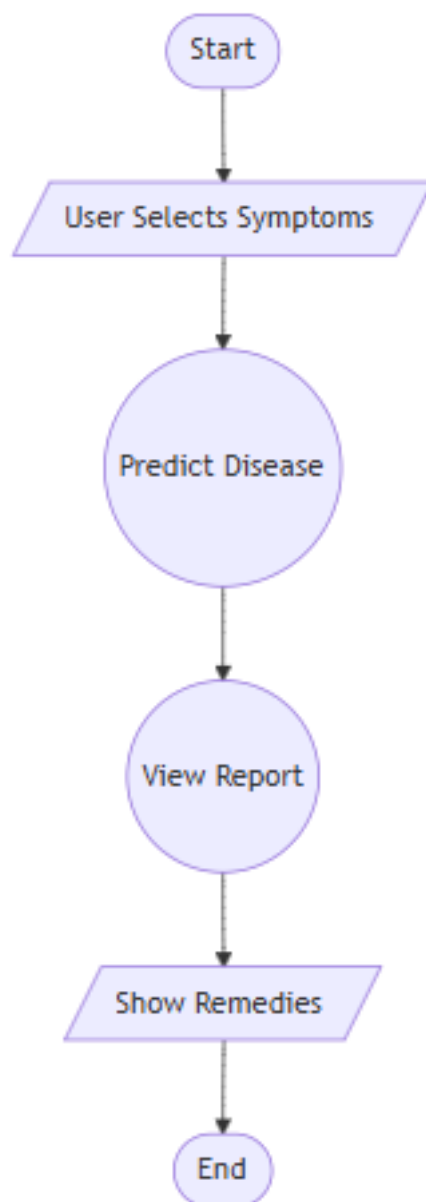 Start
User Selects Symptoms
Predict Disease
View Report
Show Remedies
End